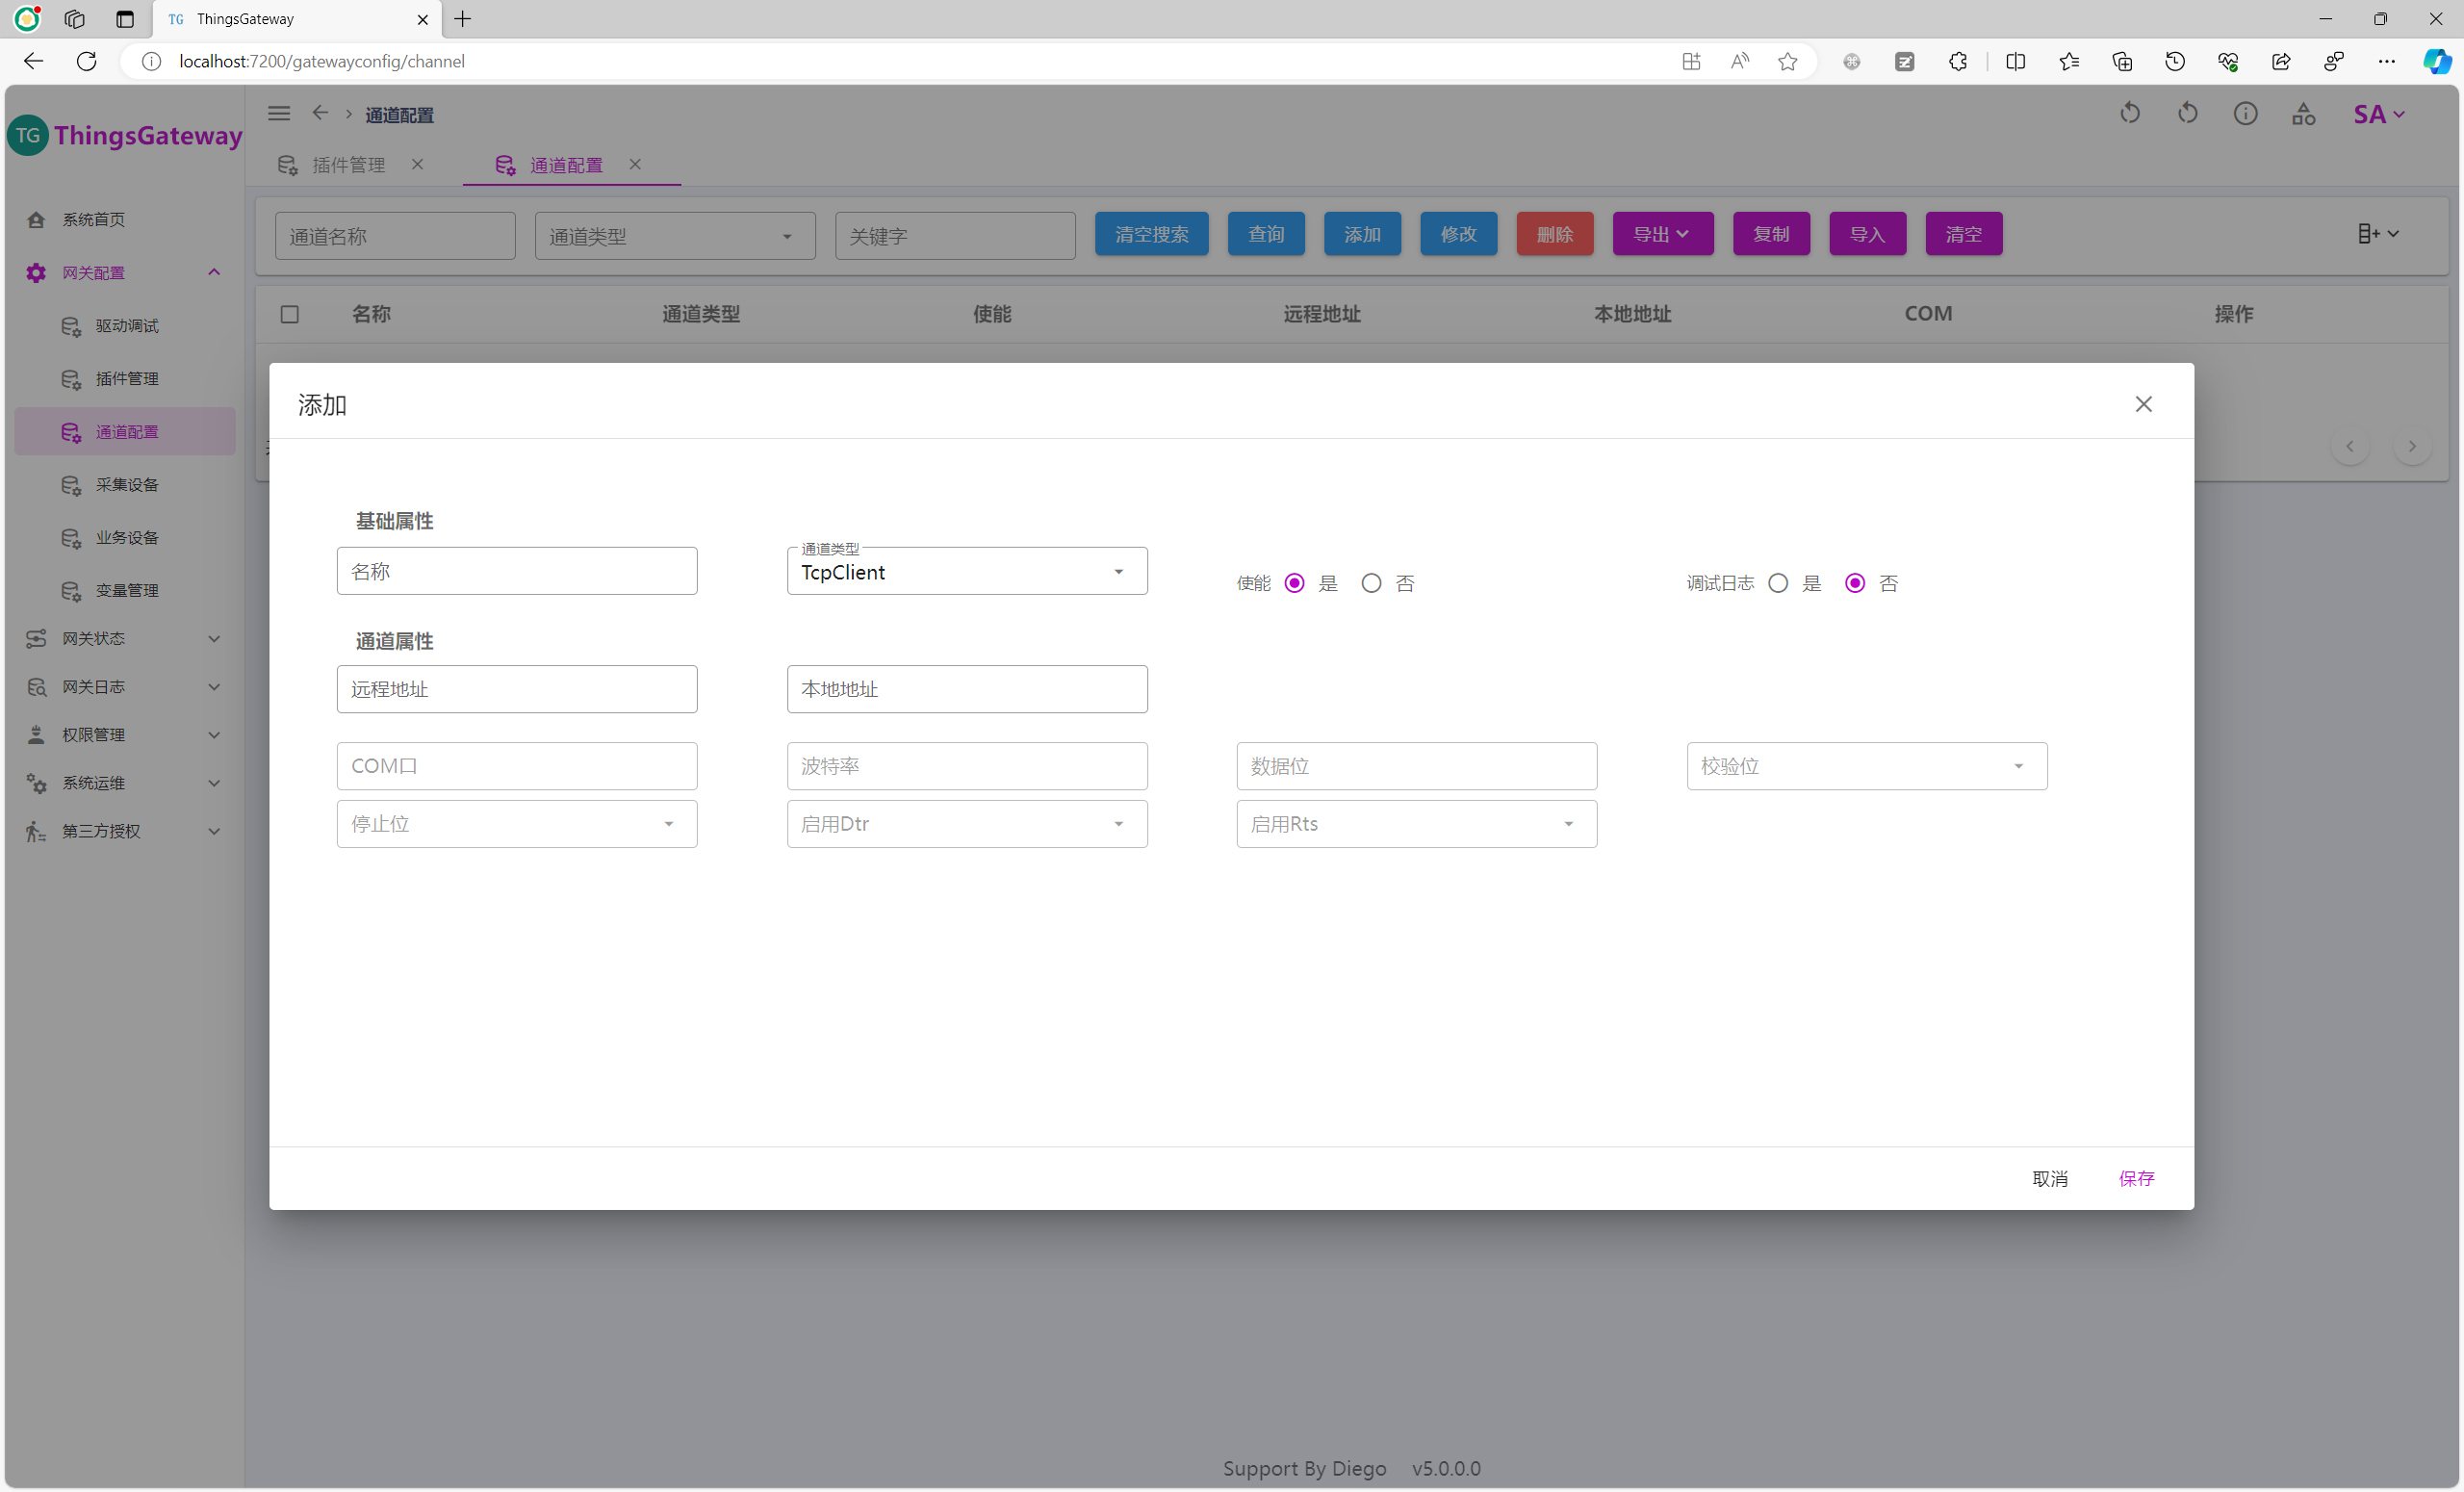 TG ThingsGateway
localhost:7200/gatewayconfig/channel
TG ThingsGateway
通道配置
SA
插件管理
通道配置
系统首页
网关配置
驱动调试
插件管理
通道配置
采集设备
业务设备
变量管理
网关状态
网关日志
权限管理
系统运维
第三方授权
通道名称 通道类型 关键字 清空搜索 查询 添加 修改 删除 导出 复制 导入 清空
名称 通道类型 使能 远程地址 本地地址 COM 操作
添加
基础属性
名称 通道类型 TcpClient 使能 是 否 调试日志 是 否
通道属性
远程地址 本地地址
COM口 波特率 数据位 校验位
停止位 启用Dtr 启用Rts
取消 保存
Support By Diego v5.0.0.0